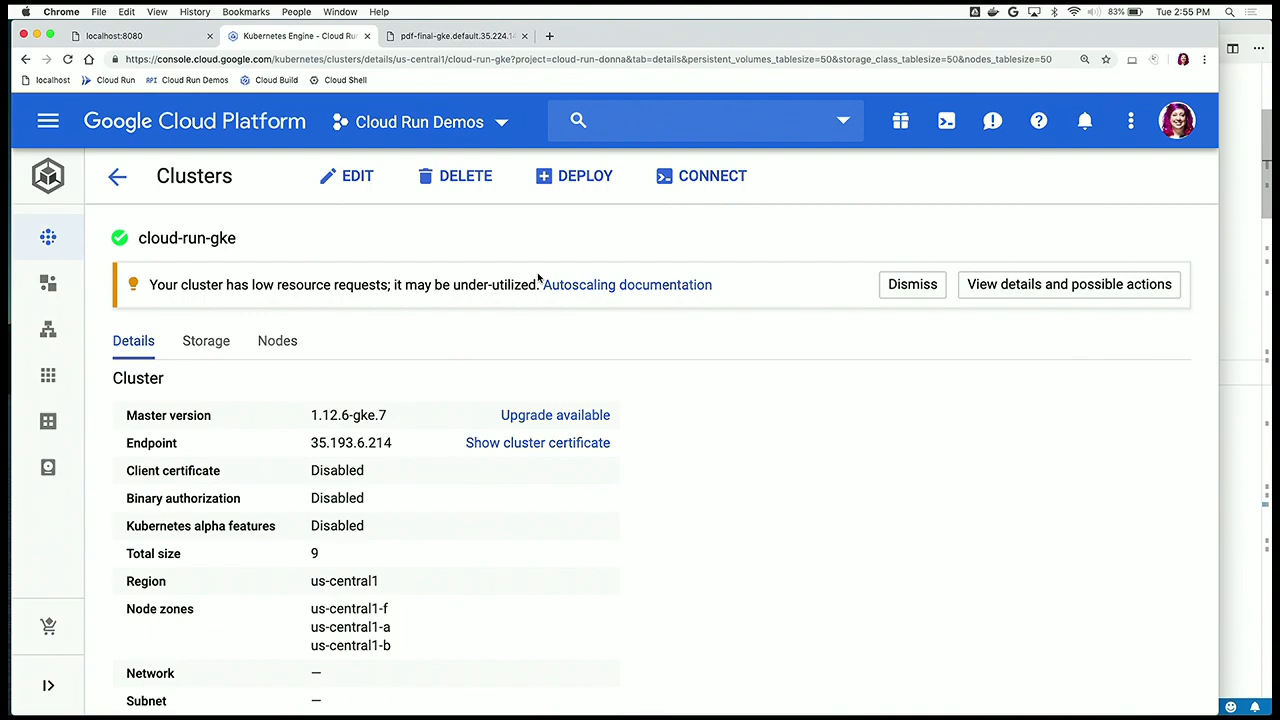 Chrome File Edit View History Bookmarks People Window Help 83% Tue 2:55 PM
localhost:8080 Kubernetes Engine - Cloud Run pdf-final-gke.default.35.224.1
https://console.cloud.google.com/kubernetes/clusters/details/us-central1/cloud-run-gke?project=cloud-run-donna&tab=details&persistent_volumes_tablesize=50&storage_class_tablesize=50&nodes_tablesize=50
localhost Cloud Run API Cloud Run Demos Cloud Build Cloud Shell
Google Cloud Platform Cloud Run Demos
Clusters EDIT DELETE DEPLOY CONNECT
cloud-run-gke
Your cluster has low resource requests; it may be under-utilized. Autoscaling documentation Dismiss View details and possible actions
Details Storage Nodes
Cluster
Master version 1.12.6-gke.7 Upgrade available
Endpoint 35.193.6.214 Show cluster certificate
Client certificate Disabled
Binary authorization Disabled
Kubernetes alpha features Disabled
Total size 9
Region us-central1
Node zones us-central1-f
us-central1-a
us-central1-b
Network —
Subnet —